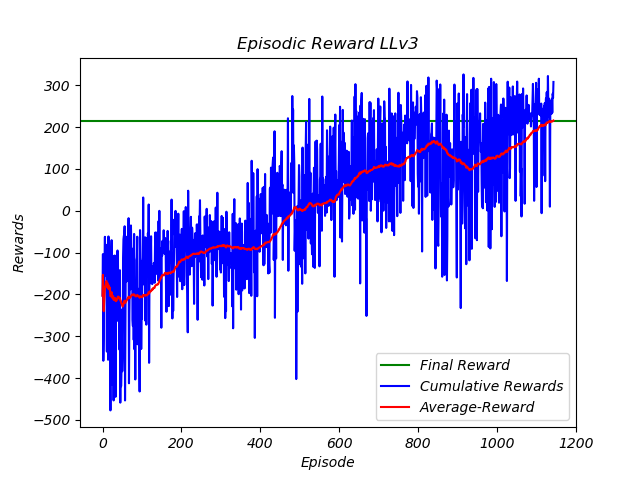 Episodic Reward LLv3
300
200
100
0
−100
−200
−300
−400
−500
Rewards
0 200 400 600 800 1000 1200
Episode
Final Reward
Cumulative Rewards
Average-Reward